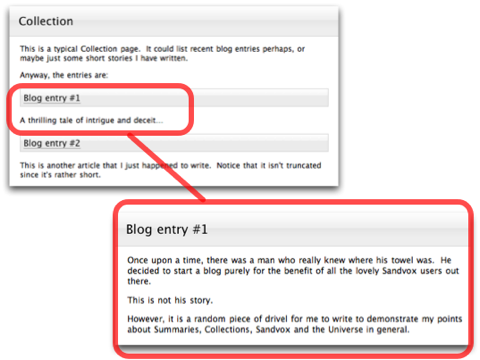 Collection
This is a typical Collection page.  It could list recent blog entries perhaps, or
maybe just some short stories I have written.
Anyway, the entries are:
Blog entry #1
A thrilling tale of intrigue and deceit...
Blog entry #2
This is another article that I just happened to write.  Notice that it isn't truncated
since it's rather short.
Blog entry #1
Once upon a time, there was a man who really knew where his towel was.  He
decided to start a blog purely for the benefit of all the lovely Sandvox users out
there.
This is not his story.
However, it is a random piece of drivel for me to write to demonstrate my points
about Summaries, Collections, Sandvox and the Universe in general.